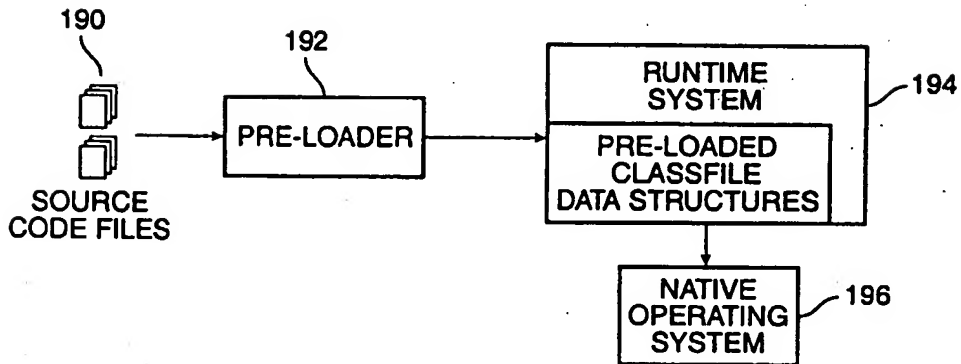 190
SOURCE
CODE FILES
192
PRE-LOADER
RUNTIME
SYSTEM
194
PRE-LOADED
CLASSFILE
DATA STRUCTURES
NATIVE
OPERATING
SYSTEM
196